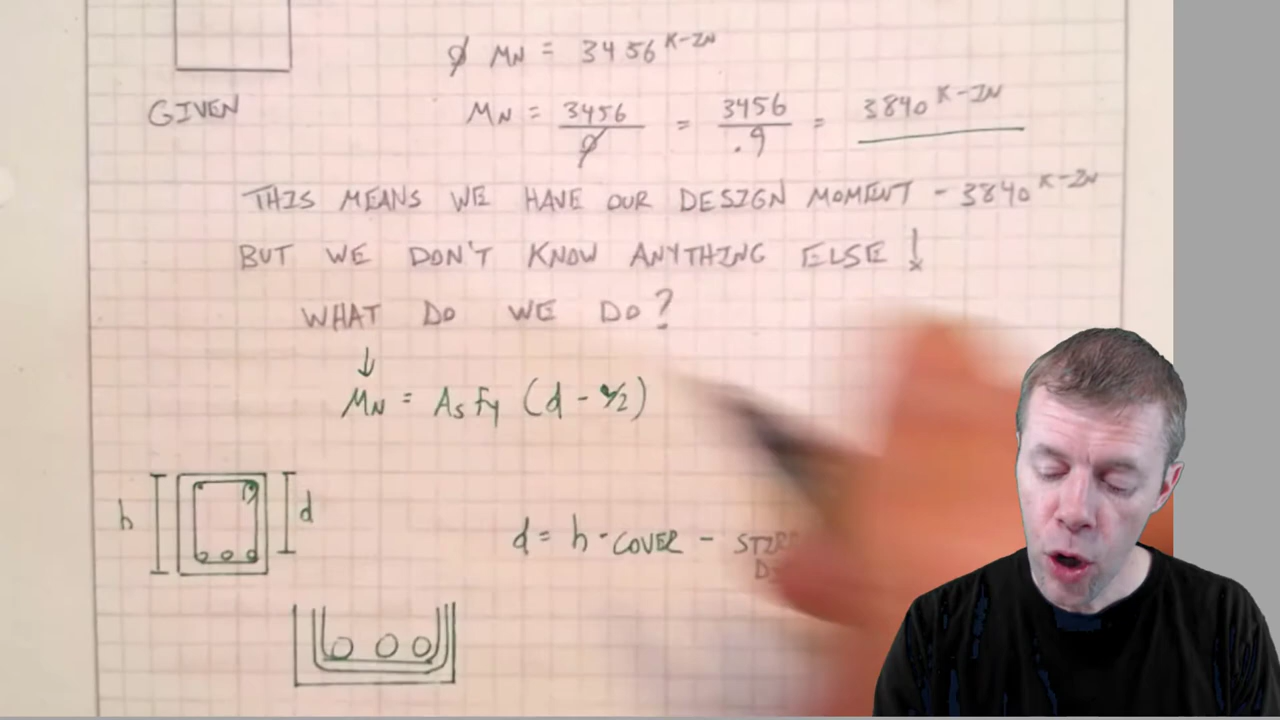 φ MN = 3456 K-IN
GIVEN MN = 3456/φ = 3456/.9 = 3840 K-IN
THIS MEANS WE HAVE OUR DESIGN MOMENT - 3840 K-IN
BUT WE DON'T KNOW ANYTHING ELSE!
WHAT DO WE DO?
↓
MN = As Fy (d - a/2)
h
d
d = h - COVER -